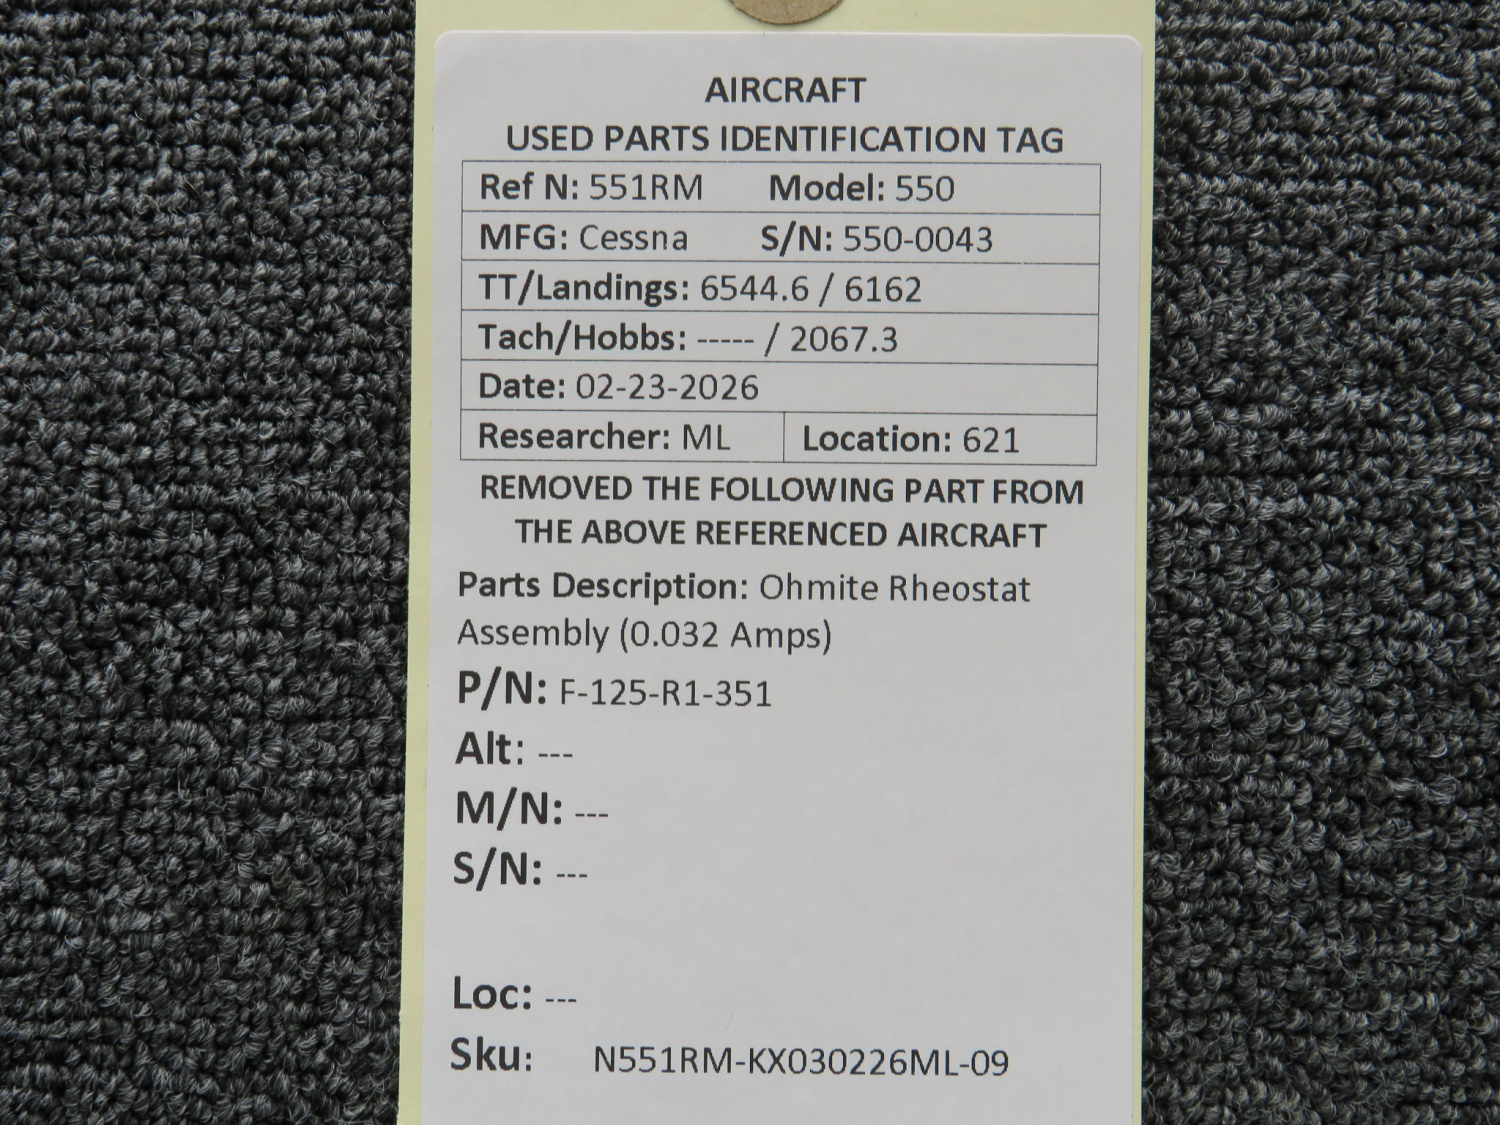 AIRCRAFT
USED PARTS IDENTIFICATION TAG
Ref N: 551RM Model: 550
MFG: Cessna S/N: 550-0043
TT/Landings: 6544.6 / 6162
Tach/Hobbs: ----- / 2067.3
Date: 02-23-2026
Researcher: ML Location: 621
REMOVED THE FOLLOWING PART FROM
THE ABOVE REFERENCED AIRCRAFT
Parts Description: Ohmite Rheostat
Assembly (0.032 Amps)
P/N: F-125-R1-351
Alt: ---
M/N: ---
S/N: ---
Loc: ---
Sku: N551RM-KX030226ML-09